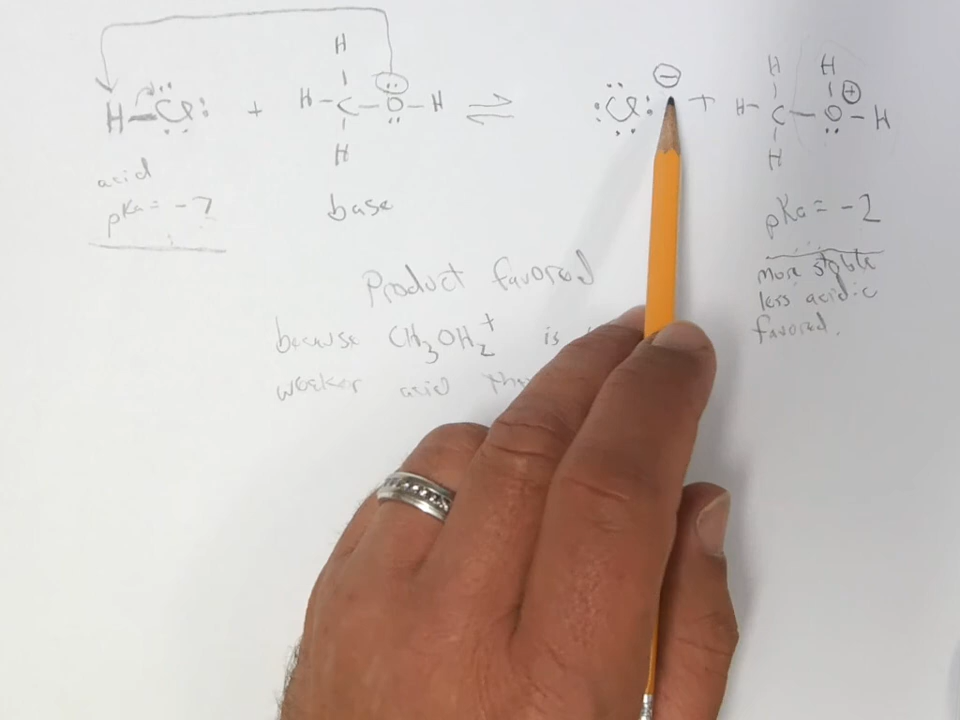 H-Cl: + H-C-O-H ⇌ :Cl: ⊖ + H-C-O-H ⊕
H H H H
H H
acid
pKa = -7
base
pKa = -2
more stable
less acidic
favored.
Product favored
because CH3OH2+ is
weaker acid